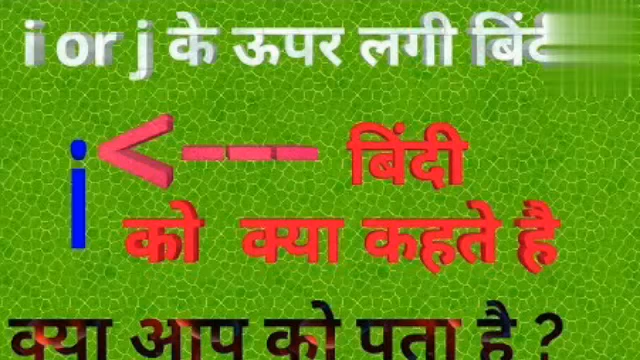 i or j के ऊपर लगी
i <--- बिंदी
को क्या कहते है
क्या आप को पता है ?